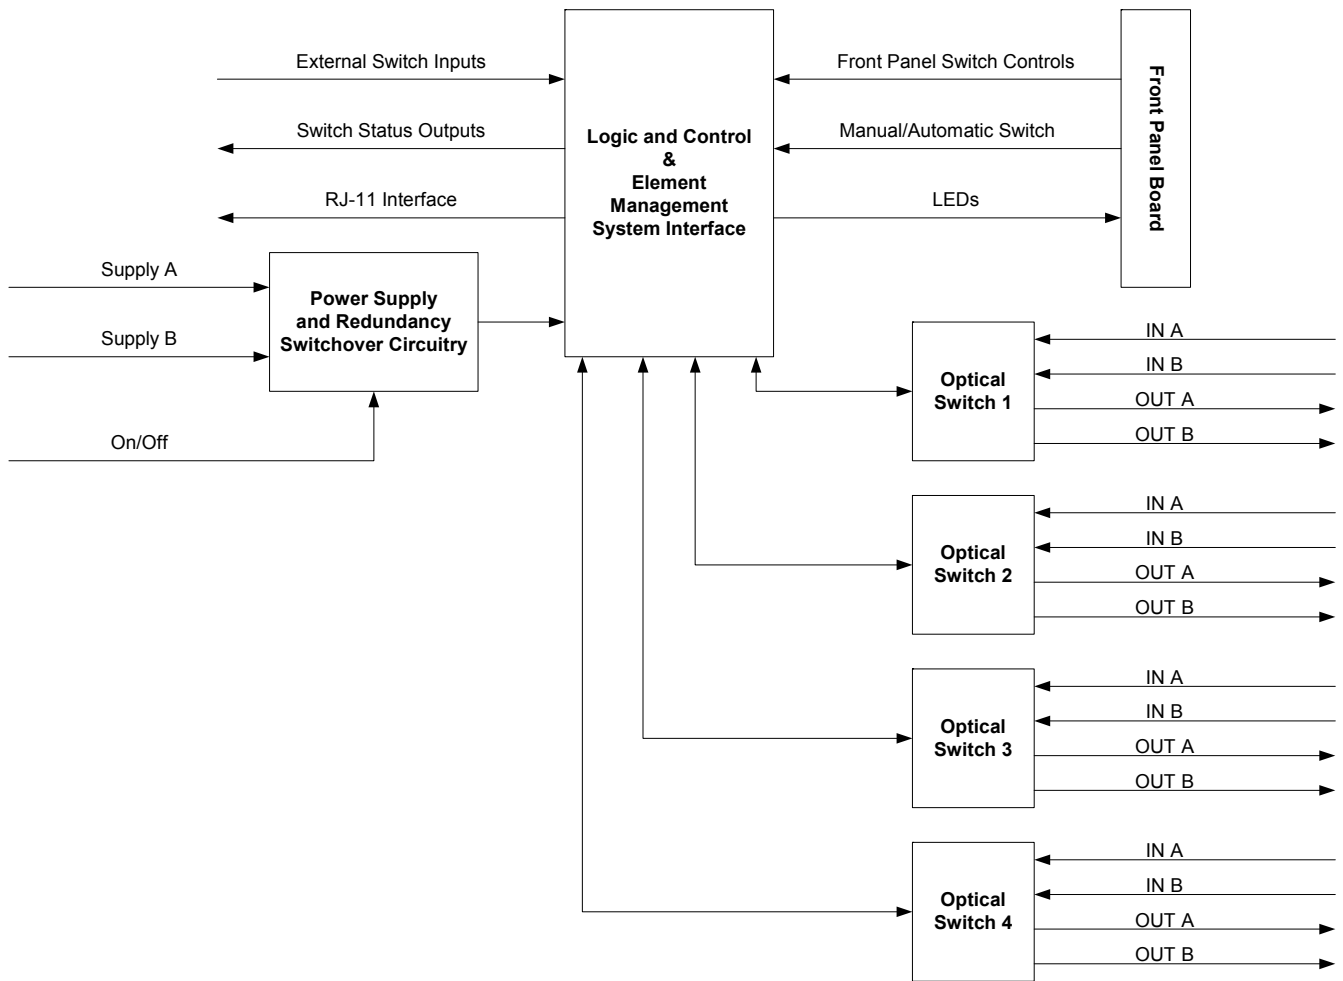 External Switch Inputs
Switch Status Outputs
RJ-11 Interface
Logic and Control
&
Element
Management
System Interface
Front Panel Switch Controls
Manual/Automatic Switch
LEDs
Front Panel Board
Supply A
Supply B
On/Off
Power Supply
and Redundancy
Switchover Circuitry
Optical
Switch 1
IN A
IN B
OUT A
OUT B
Optical
Switch 2
IN A
IN B
OUT A
OUT B
Optical
Switch 3
IN A
IN B
OUT A
OUT B
Optical
Switch 4
IN A
IN B
OUT A
OUT B